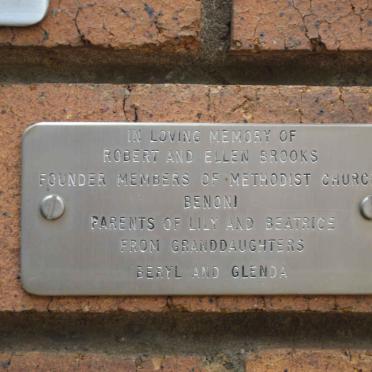 IN LOVING MEMORY OF
ROBERT AND ELLEN BROOKS
FOUNDER MEMBERS OF METHODIST CHURCH
BENONI
PARENTS OF LILY AND BEATRICE
FROM GRANDDAUGHTERS
BERYL AND GLENDA